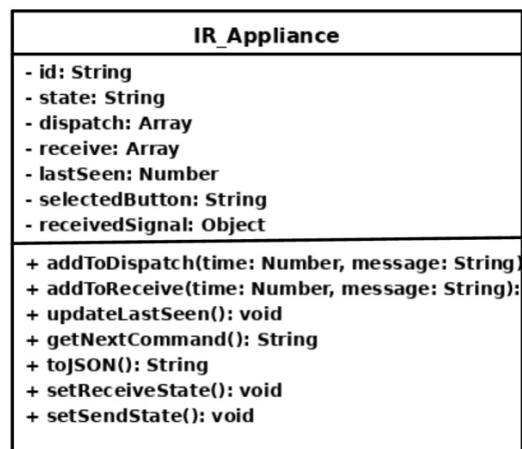 IR_Appliance
- id: String
- state: String
- dispatch: Array
- receive: Array
- lastSeen: Number
- selectedButton: String
- receivedSignal: Object
+ addToDispatch(time: Number, message: String)
+ addToReceive(time: Number, message: String):
+ updateLastSeen(): void
+ getNextCommand(): String
+ toJSON(): String
+ setReceiveState(): void
+ setSendState(): void